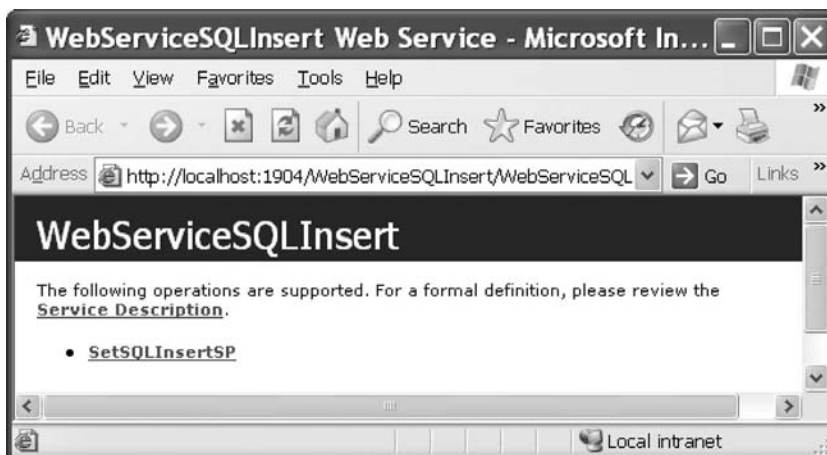 WebServiceSQLInsert Web Service - Microsoft In...
File Edit View Favorites Tools Help
Back Search Favorites
Address http://localhost:1904/WebServiceSQLInsert/WebServiceSQL Go Links
WebServiceSQLInsert
The following operations are supported. For a formal definition, please review the
Service Description.
SetSQLInsertSP
Local intranet